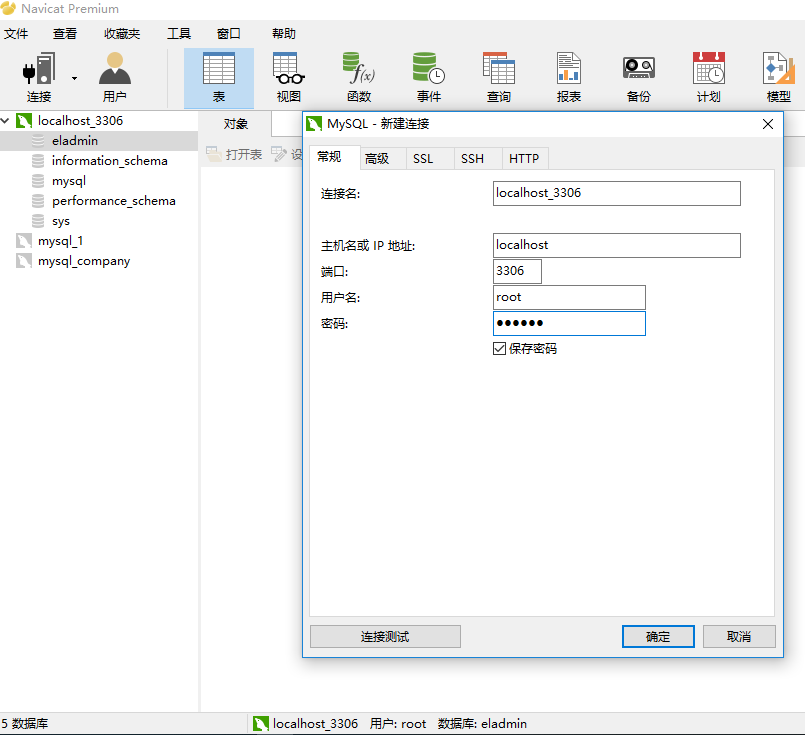 Navicat Premium
文件 查看 收藏夹 工具 窗口 帮助
连接 用户 表 视图 f(x) 函数 事件 查询 报表 备份 计划 模型
localhost_3306
eladmin
information_schema
mysql
performance_schema
sys
mysql_1
mysql_company
对象
打开表 设
MySQL - 新建连接
常规 高级 SSL SSH HTTP
连接名: localhost_3306
主机名或 IP 地址: localhost
端口: 3306
用户名: root
密码: ●●●●●●
保存密码
连接测试 确定 取消
5 数据库 localhost_3306 用户: root 数据库: eladmin